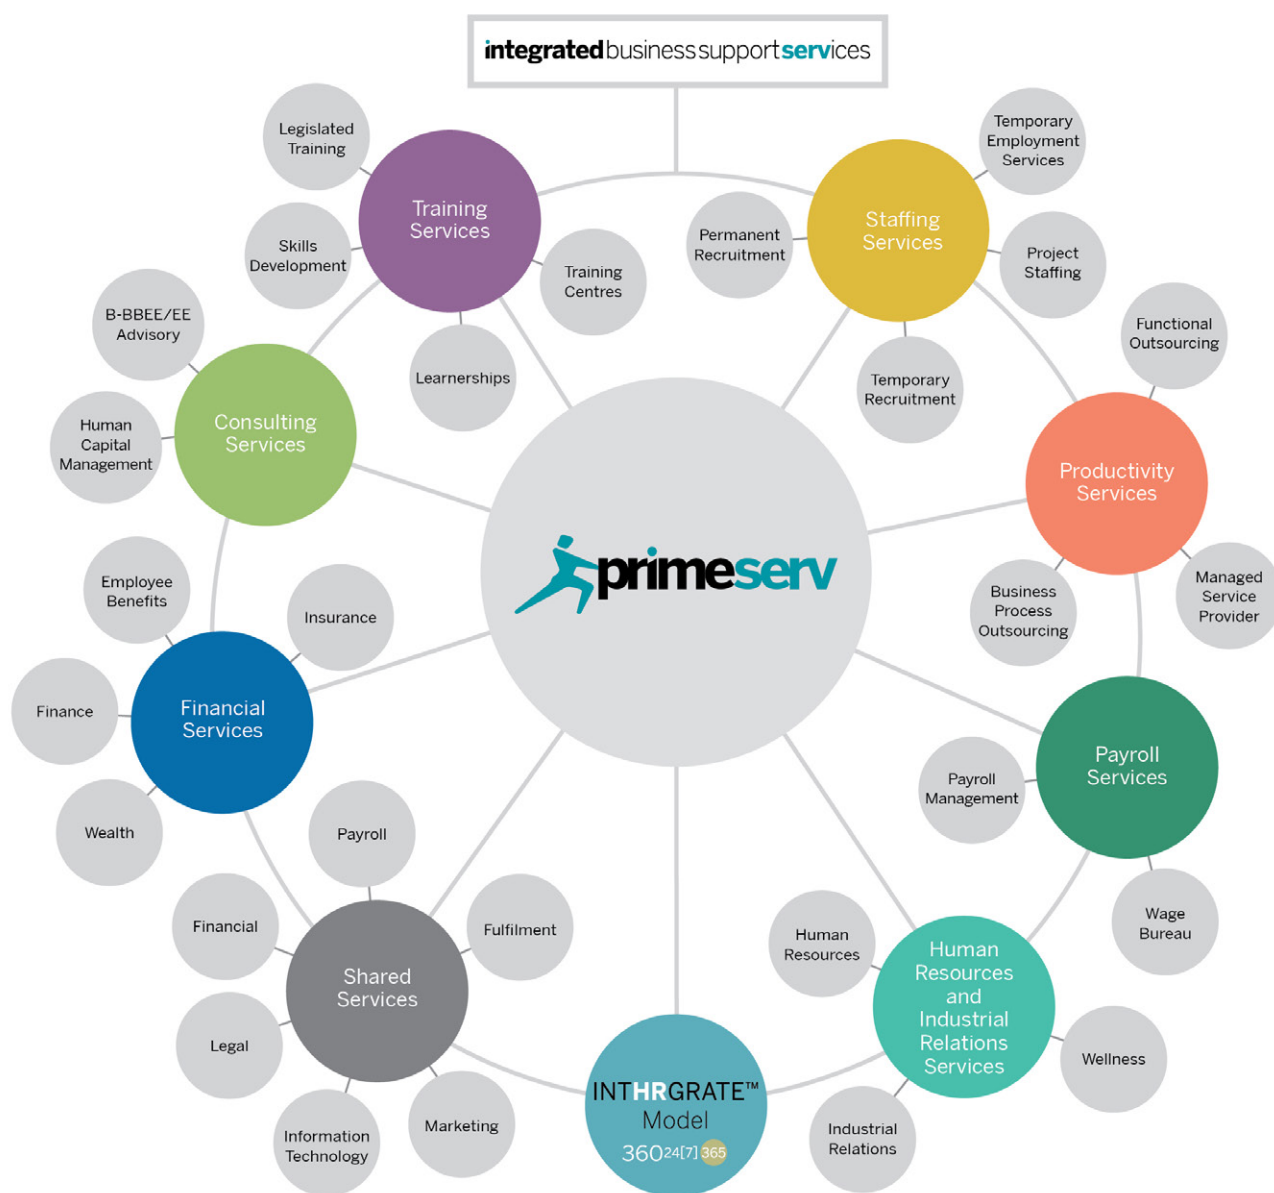 integratedbusinesssupportservices
Legislated
Training
Training
Services
Skills
Development
Training
Centres
Learnerships
Temporary
Employment
Services
Staffing
Services
Permanent
Recruitment
Project
Staffing
Temporary
Recruitment
B-BBEE/EE
Advisory
Consulting
Services
Human
Capital
Management
Functional
Outsourcing
Productivity
Services
Business
Process
Outsourcing
Managed
Service
Provider
primeserv
Employee
Benefits
Insurance
Finance
Financial
Services
Wealth
Payroll
Services
Payroll
Management
Wage
Bureau
Payroll
Financial
Fulfilment
Shared
Services
Legal
Information
Technology
Marketing
INTHRGRATE™
Model
36024[7] 365
Human
Resources
Human
Resources
and
Industrial
Relations
Services
Wellness
Industrial
Relations